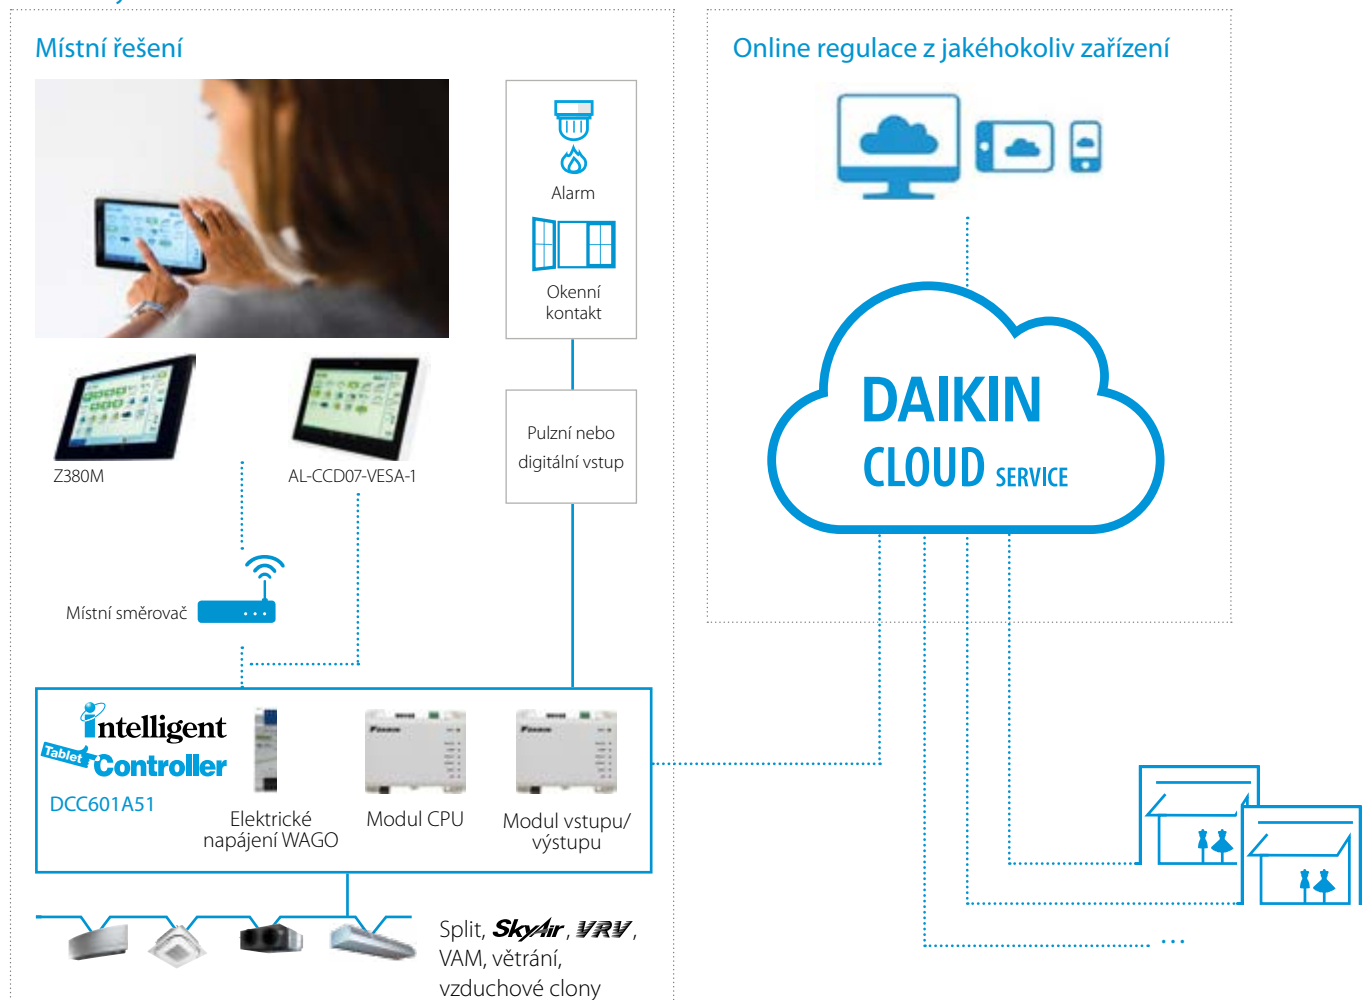 Místní řešení
Alarm
Okenní
kontakt
Z380M
AL-CCD07-VESA-1
Pulzní nebo
digitální vstup
Místní směrovač
intelligent
Tablet Controller
DCC601A51
Elektrické
napájení WAGO
DAIKIN
Modul CPU
DAIKIN
Modul vstupu/
výstupu
Split, SkyAir, VRV,
VAM, větrání,
vzduchové clony
Online regulace z jakéhokoliv zařízení
DAIKIN
CLOUD SERVICE
...